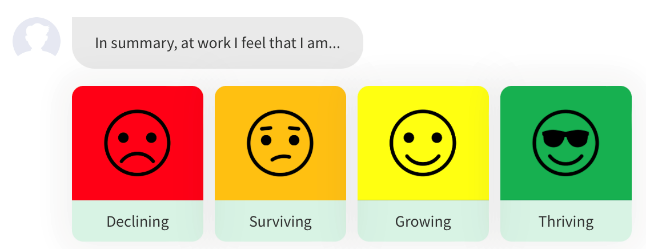 In summary, at work I feel that I am...
Declining
Surviving
Growing
Thriving